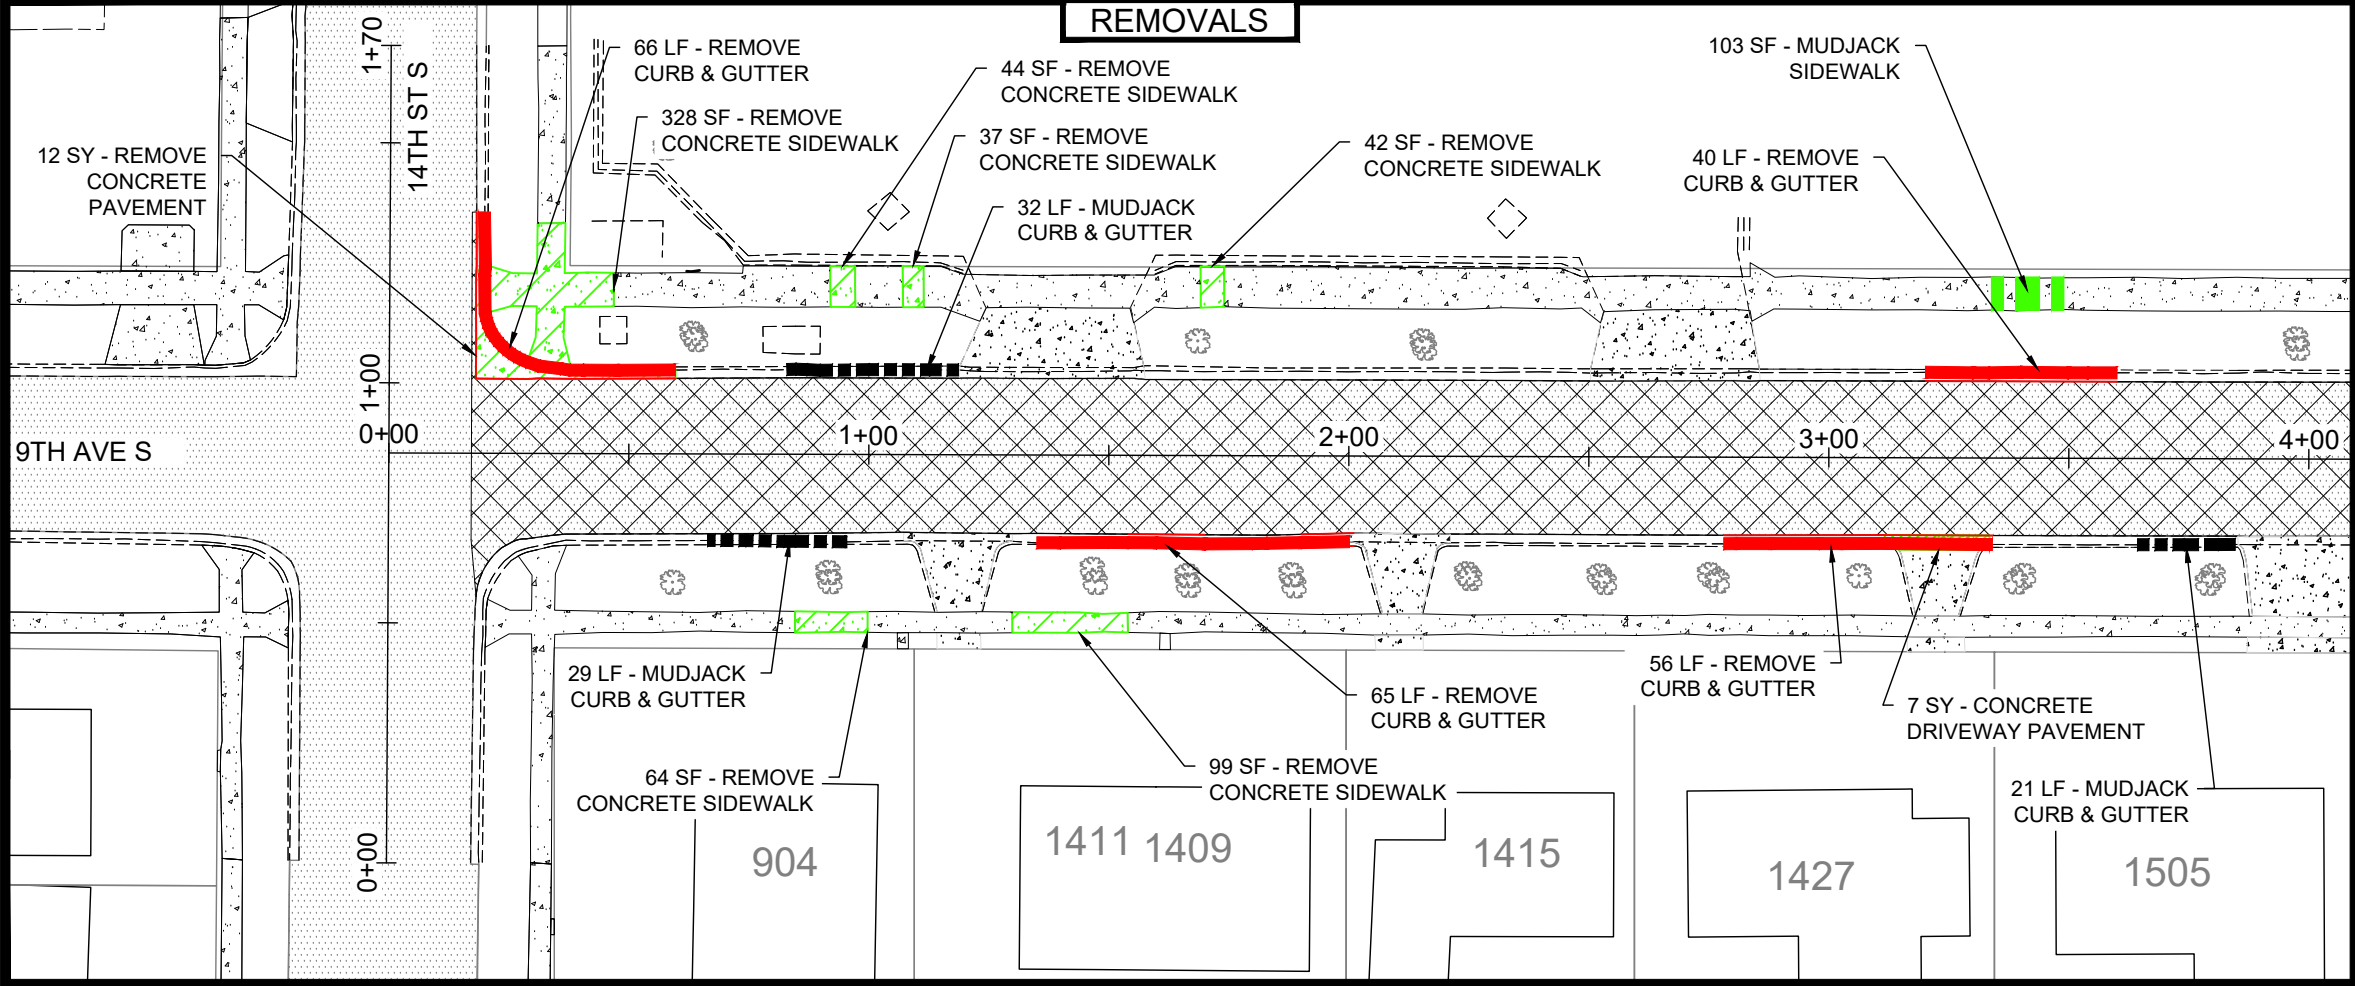 REMOVALS
66 LF - REMOVE
CURB & GUTTER
328 SF - REMOVE
CONCRETE SIDEWALK
44 SF - REMOVE
CONCRETE SIDEWALK
37 SF - REMOVE
CONCRETE SIDEWALK
32 LF - MUDJACK
CURB & GUTTER
42 SF - REMOVE
CONCRETE SIDEWALK
103 SF - MUDJACK
SIDEWALK
40 LF - REMOVE
CURB & GUTTER
12 SY - REMOVE
CONCRETE
PAVEMENT
1+70
14TH ST S
1+00
0+00
9TH AVE S
0+00
1+00
2+00
3+00
4+00
29 LF - MUDJACK
CURB & GUTTER
64 SF - REMOVE
CONCRETE SIDEWALK
65 LF - REMOVE
CURB & GUTTER
99 SF - REMOVE
CONCRETE SIDEWALK
56 LF - REMOVE
CURB & GUTTER
7 SY - CONCRETE
DRIVEWAY PAVEMENT
21 LF - MUDJACK
CURB & GUTTER
904
1411 1409
1415
1427
1505